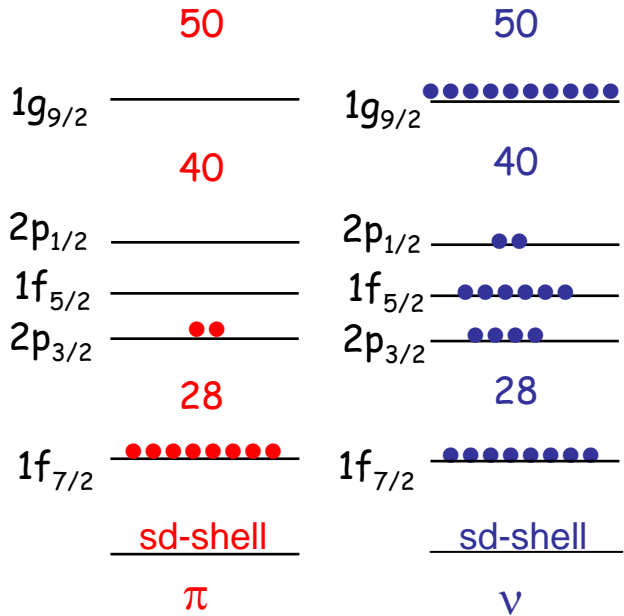 50 50
1g9/2 1g9/2
40 40
2p1/2 2p1/2
1f5/2 1f5/2
2p3/2 2p3/2
28 28
1f7/2 1f7/2
sd-shell sd-shell
π ν